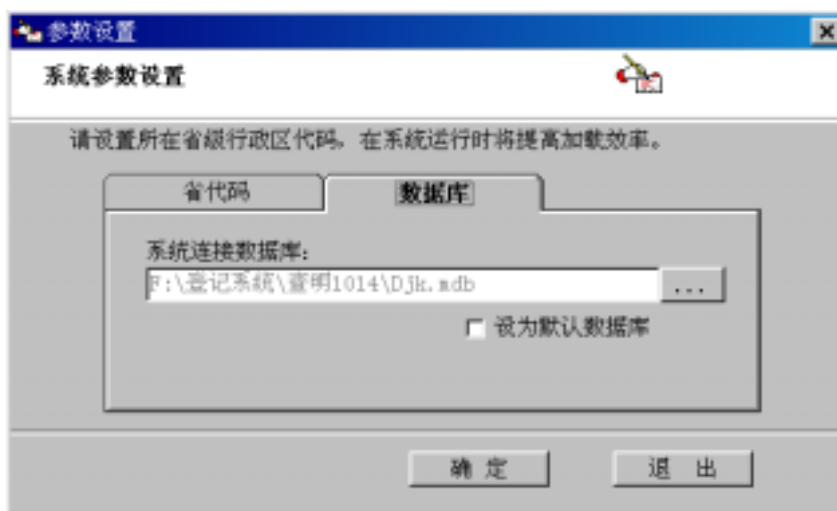 参数设置
系统参数设置
请设置所在省级行政区代码，在系统运行时将提高加载效率。
省代码
数据库
系统连接数据库:
F:\登记系统\查明1014\Djk.mdb
...
设为默认数据库
确 定
退 出